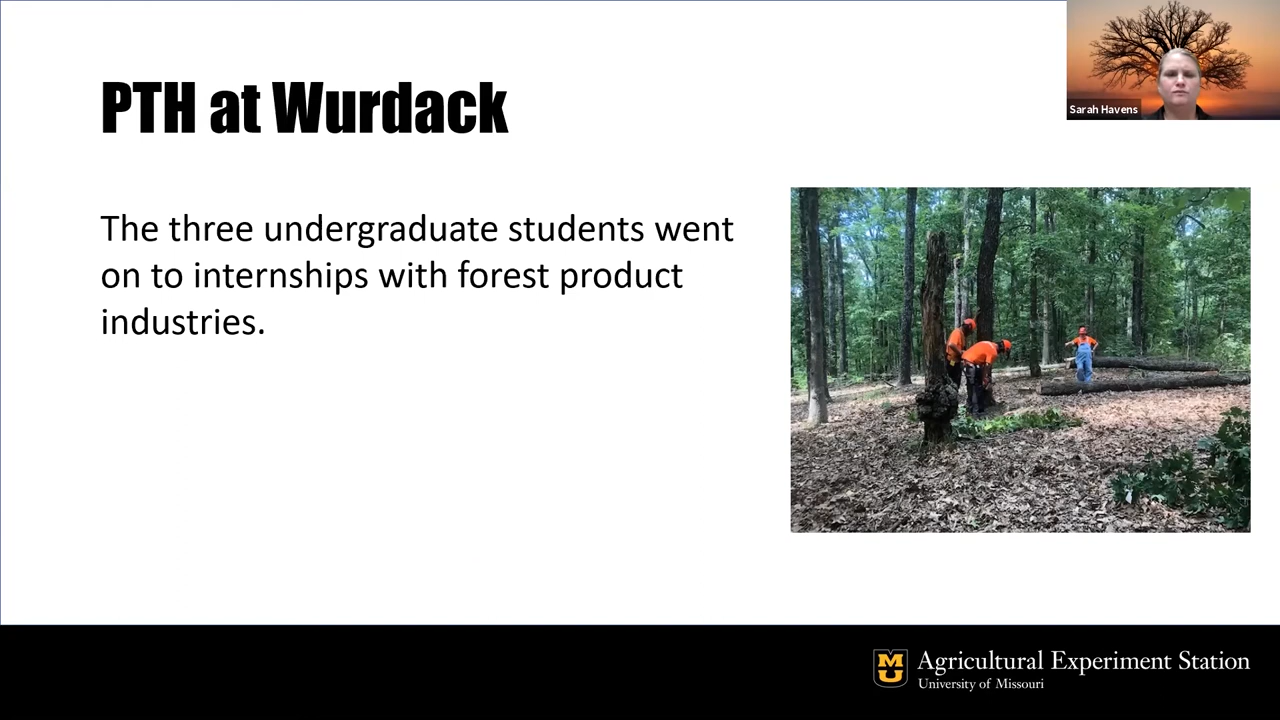 PTH at Wurdack
Sarah Havens
The three undergraduate students went
on to internships with forest product
industries.
MU
Agricultural Experiment Station
University of Missouri